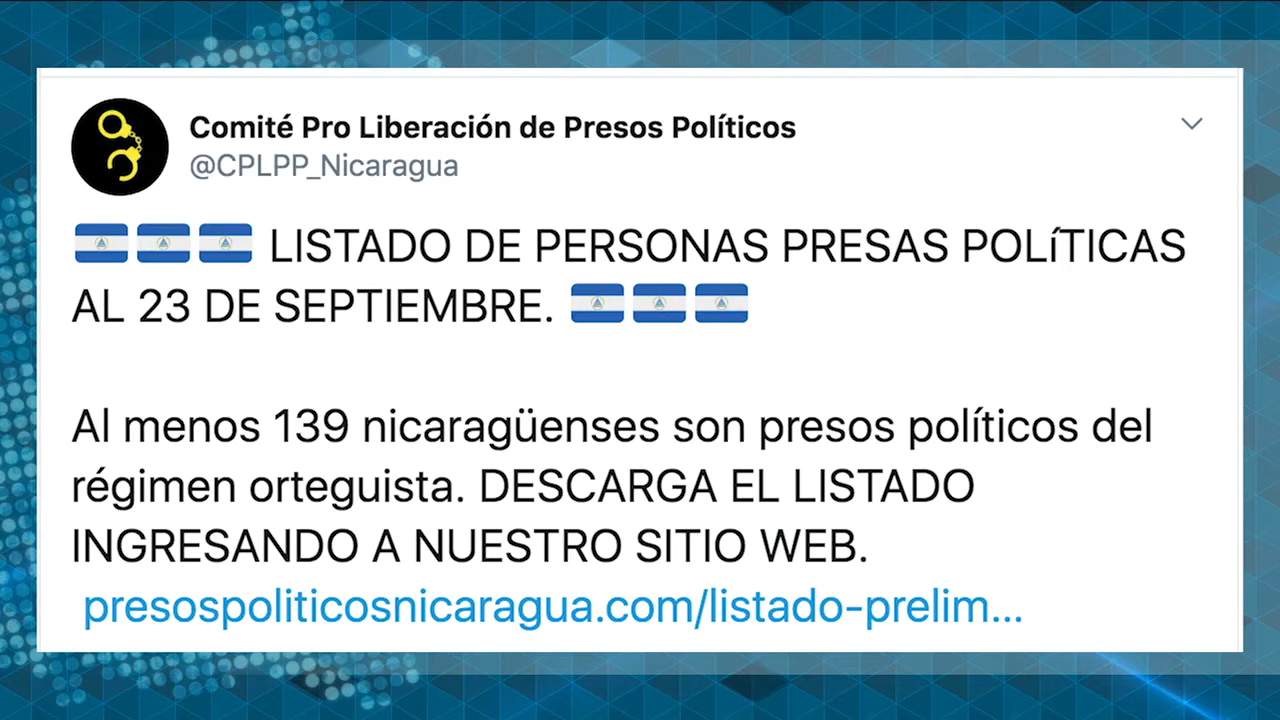 Comité Pro Liberación de Presos Políticos
@CPLPP_Nicaragua
🇳🇮🇳🇮🇳🇮 LISTADO DE PERSONAS PRESAS POLíTICAS
AL 23 DE SEPTIEMBRE. 🇳🇮🇳🇮🇳🇮
Al menos 139 nicaragüenses son presos políticos del
régimen orteguista. DESCARGA EL LISTADO
INGRESANDO A NUESTRO SITIO WEB.
presospoliticosnicaragua.com/listado-prelim...